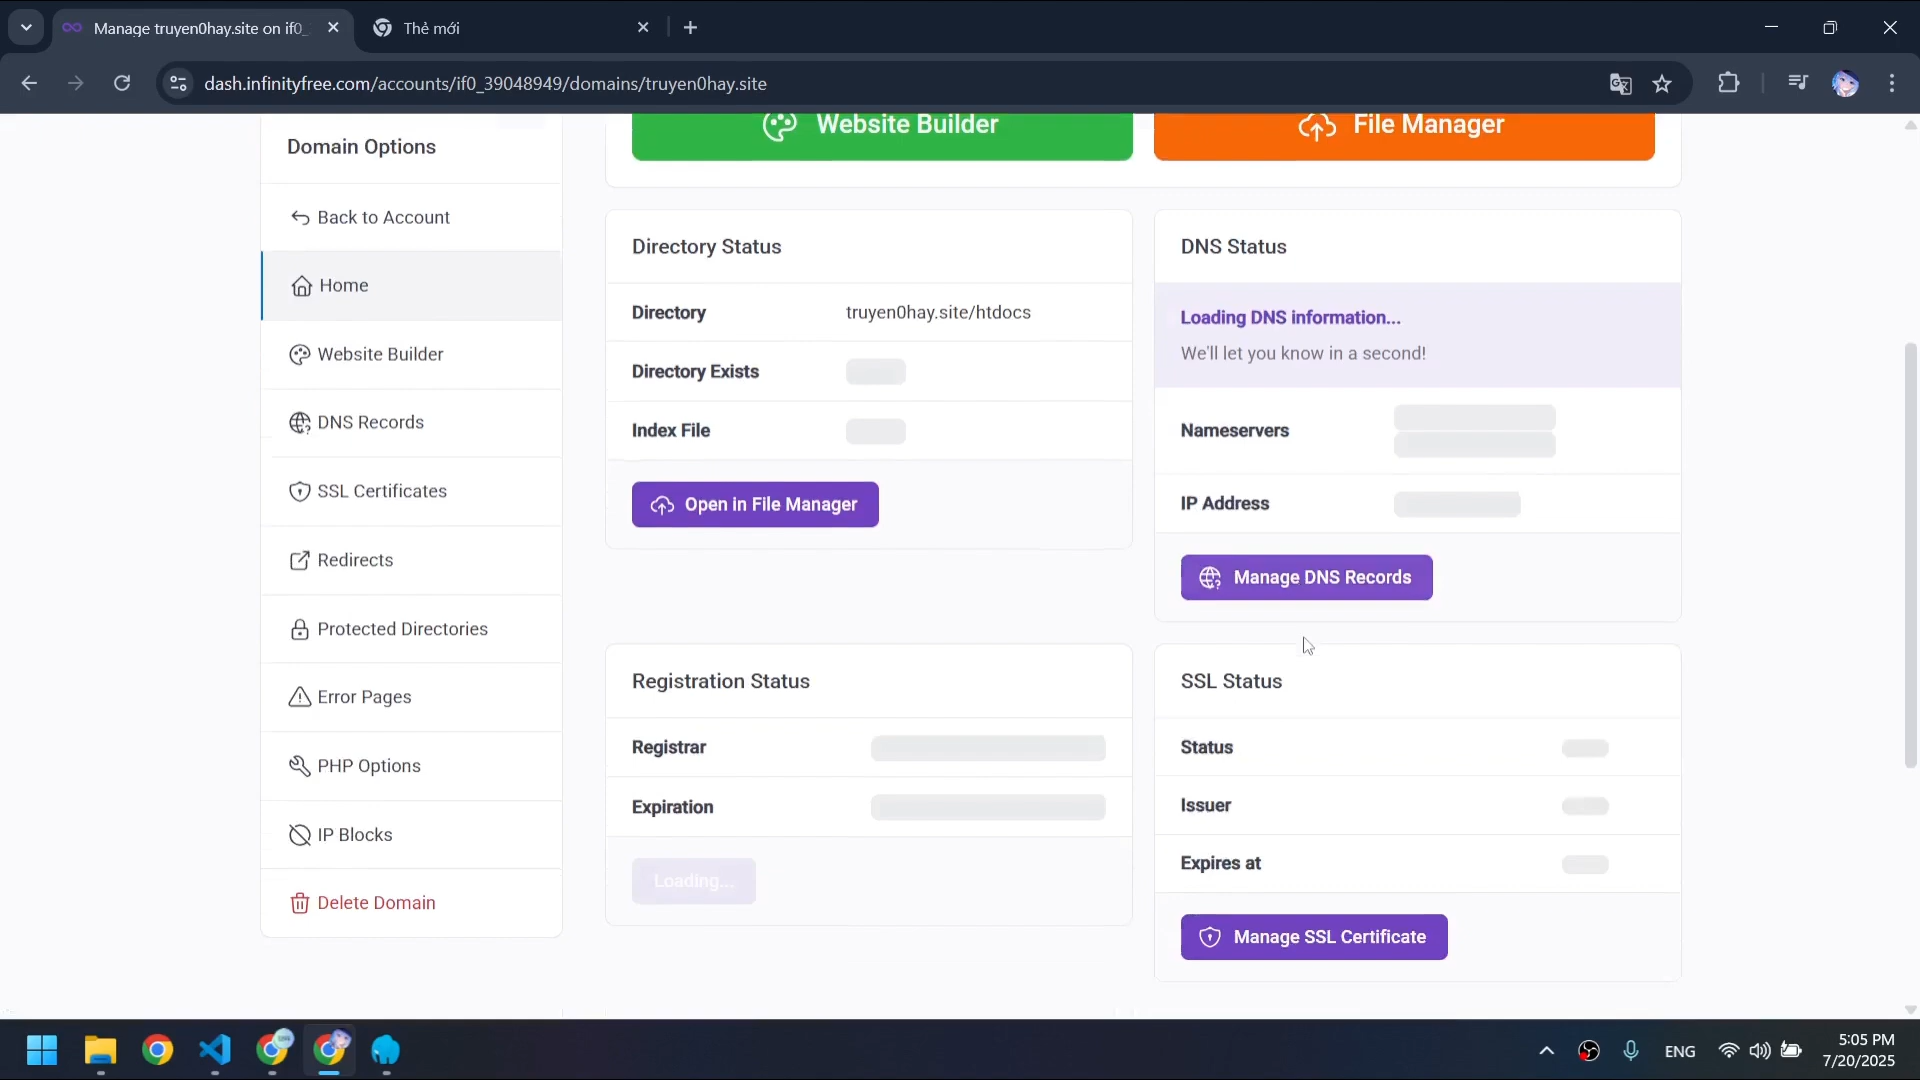 Manage truyen0hay.site on if0_
Thẻ mới
dash.infinityfree.com/accounts/if0_39048949/domains/truyen0hay.site
Domain Options
Back to Account
Home
Website Builder
DNS Records
SSL Certificates
Redirects
Protected Directories
Error Pages
PHP Options
IP Blocks
Delete Domain
Website Builder
File Manager
Directory Status
Directory truyen0hay.site/htdocs
Directory Exists
Index File
Open in File Manager
DNS Status
Loading DNS information...
We'll let you know in a second!
Nameservers
IP Address
Manage DNS Records
Registration Status
Registrar
Expiration
Loading...
SSL Status
Status
Issuer
Expires at
Manage SSL Certificate
ENG
5:05 PM
7/20/2025